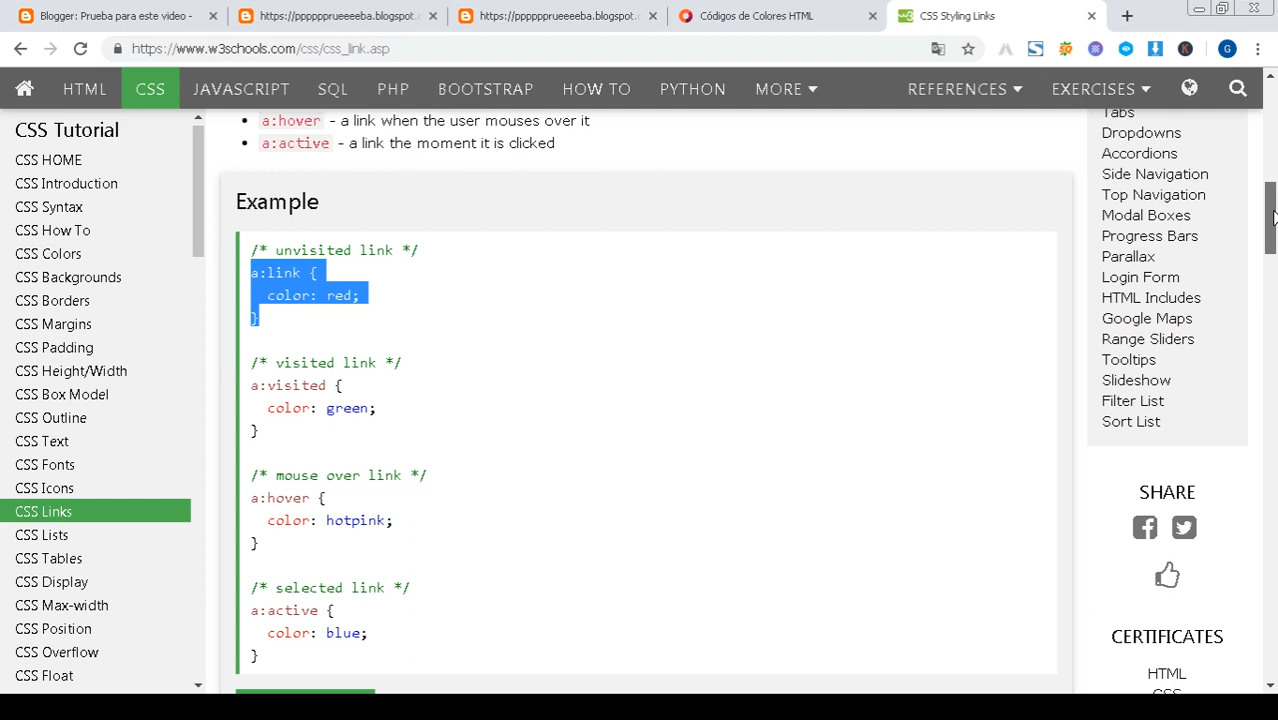 Blogger: Prueba para este video -
https://ppppppprueeeeba.blogspot.
https://ppppppprueeeeba.blogspot.
Códigos de Colores HTML
CSS Styling Links
https://www.w3schools.com/css/css_link.asp
G
HTML CSS JAVASCRIPT SQL PHP BOOTSTRAP HOW TO PYTHON MORE REFERENCES EXERCISES
CSS Tutorial
CSS HOME
CSS Introduction
CSS Syntax
CSS How To
CSS Colors
CSS Backgrounds
CSS Borders
CSS Margins
CSS Padding
CSS Height/Width
CSS Box Model
CSS Outline
CSS Text
CSS Fonts
CSS Icons
CSS Links
CSS Lists
CSS Tables
CSS Display
CSS Max-width
CSS Position
CSS Overflow
CSS Float
a:hover - a link when the user mouses over it
a:active - a link the moment it is clicked
Example
/* unvisited link */
a:link {
color: red;
}
/* visited link */
a:visited {
color: green;
}
/* mouse over link */
a:hover {
color: hotpink;
}
/* selected link */
a:active {
color: blue;
}
Tabs
Dropdowns
Accordions
Side Navigation
Top Navigation
Modal Boxes
Progress Bars
Parallax
Login Form
HTML Includes
Google Maps
Range Sliders
Tooltips
Slideshow
Filter List
Sort List
SHARE
CERTIFICATES
HTML
CSS